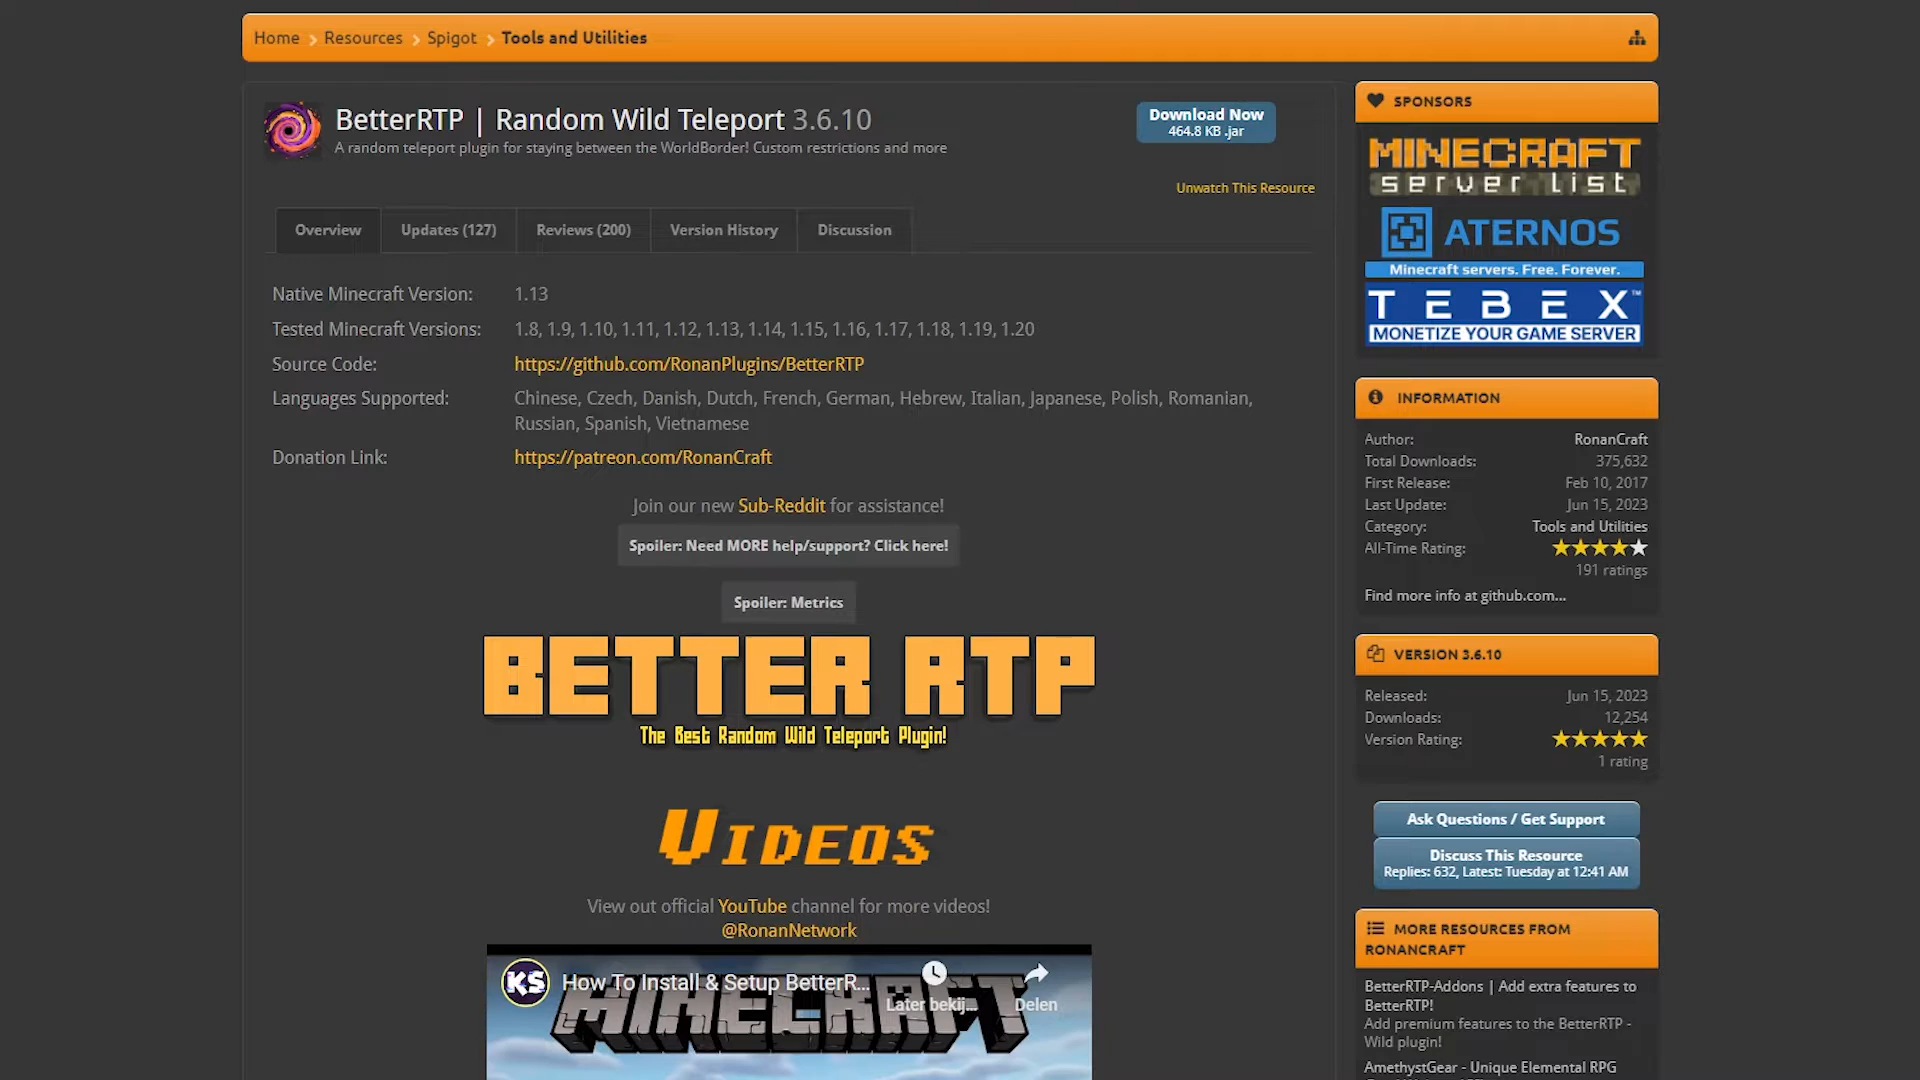 Home
Resources
Spigot
Tools and Utilities
BetterRTP | Random Wild Teleport 3.6.10
A random teleport plugin for staying between the WorldBorder! Custom restrictions and more
Download Now
464.8 KB .jar
Unwatch This Resource
Overview
Updates (127)
Reviews (200)
Version History
Discussion
Native Minecraft Version: 1.13
Tested Minecraft Versions: 1.8, 1.9, 1.10, 1.11, 1.12, 1.13, 1.14, 1.15, 1.16, 1.17, 1.18, 1.19, 1.20
Source Code: https://github.com/RonanPlugins/BetterRTP
Languages Supported: Chinese, Czech, Danish, Dutch, French, German, Hebrew, Italian, Japanese, Polish, Romanian,
Russian, Spanish, Vietnamese
Donation Link: https://patreon.com/RonanCraft
Join our new Sub-Reddit for assistance!
Spoiler: Need MORE help/support? Click here!
Spoiler: Metrics
BETTER RTP
The Best Random Wild Teleport Plugin!
VIDEOS
View out official YouTube channel for more videos!
@RonanNetwork
KS
How To Install & Setup BetterR...
Later bekij...
Delen
MINECRAFT
SPONSORS
MINECRAFT
server list
ATERNOS
Minecraft servers. Free. Forever.
TEBEX™
MONETIZE YOUR GAME SERVER
INFORMATION
Author: RonanCraft
Total Downloads: 375,632
First Release: Feb 10, 2017
Last Update: Jun 15, 2023
Category: Tools and Utilities
All-Time Rating:
191 ratings
Find more info at github.com...
VERSION 3.6.10
Released: Jun 15, 2023
Downloads: 12,254
Version Rating:
1 rating
Ask Questions / Get Support
Discuss This Resource
Replies: 632, Latest: Tuesday at 12:41 AM
MORE RESOURCES FROM
RONANCRAFT
BetterRTP-Addons | Add extra features to
BetterRTP!
Add premium features to the BetterRTP -
Wild plugin!
AmethystGear - Unique Elemental RPG